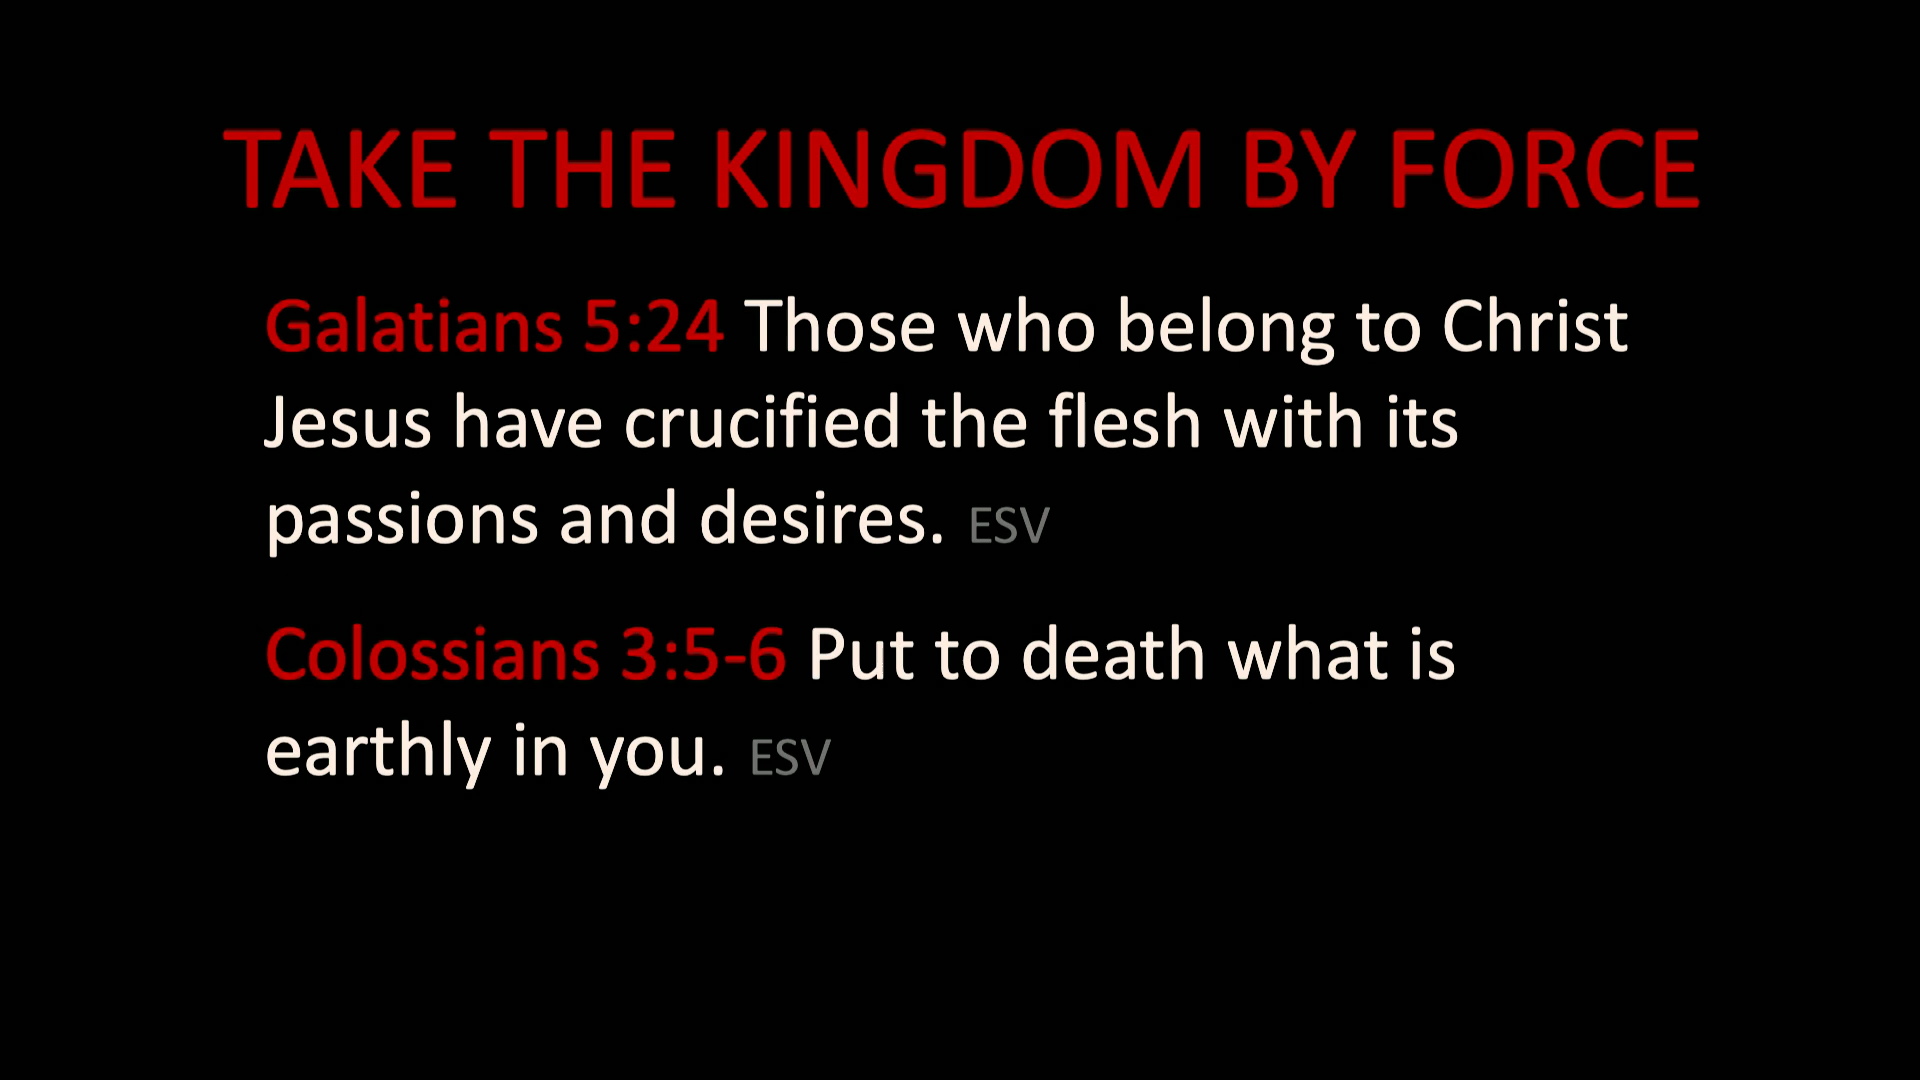 TAKE THE KINGDOM BY FORCE
Galatians 5:24 Those who belong to Christ
Jesus have crucified the flesh with its
passions and desires. ESV
Colossians 3:5-6 Put to death what is
earthly in you. ESV